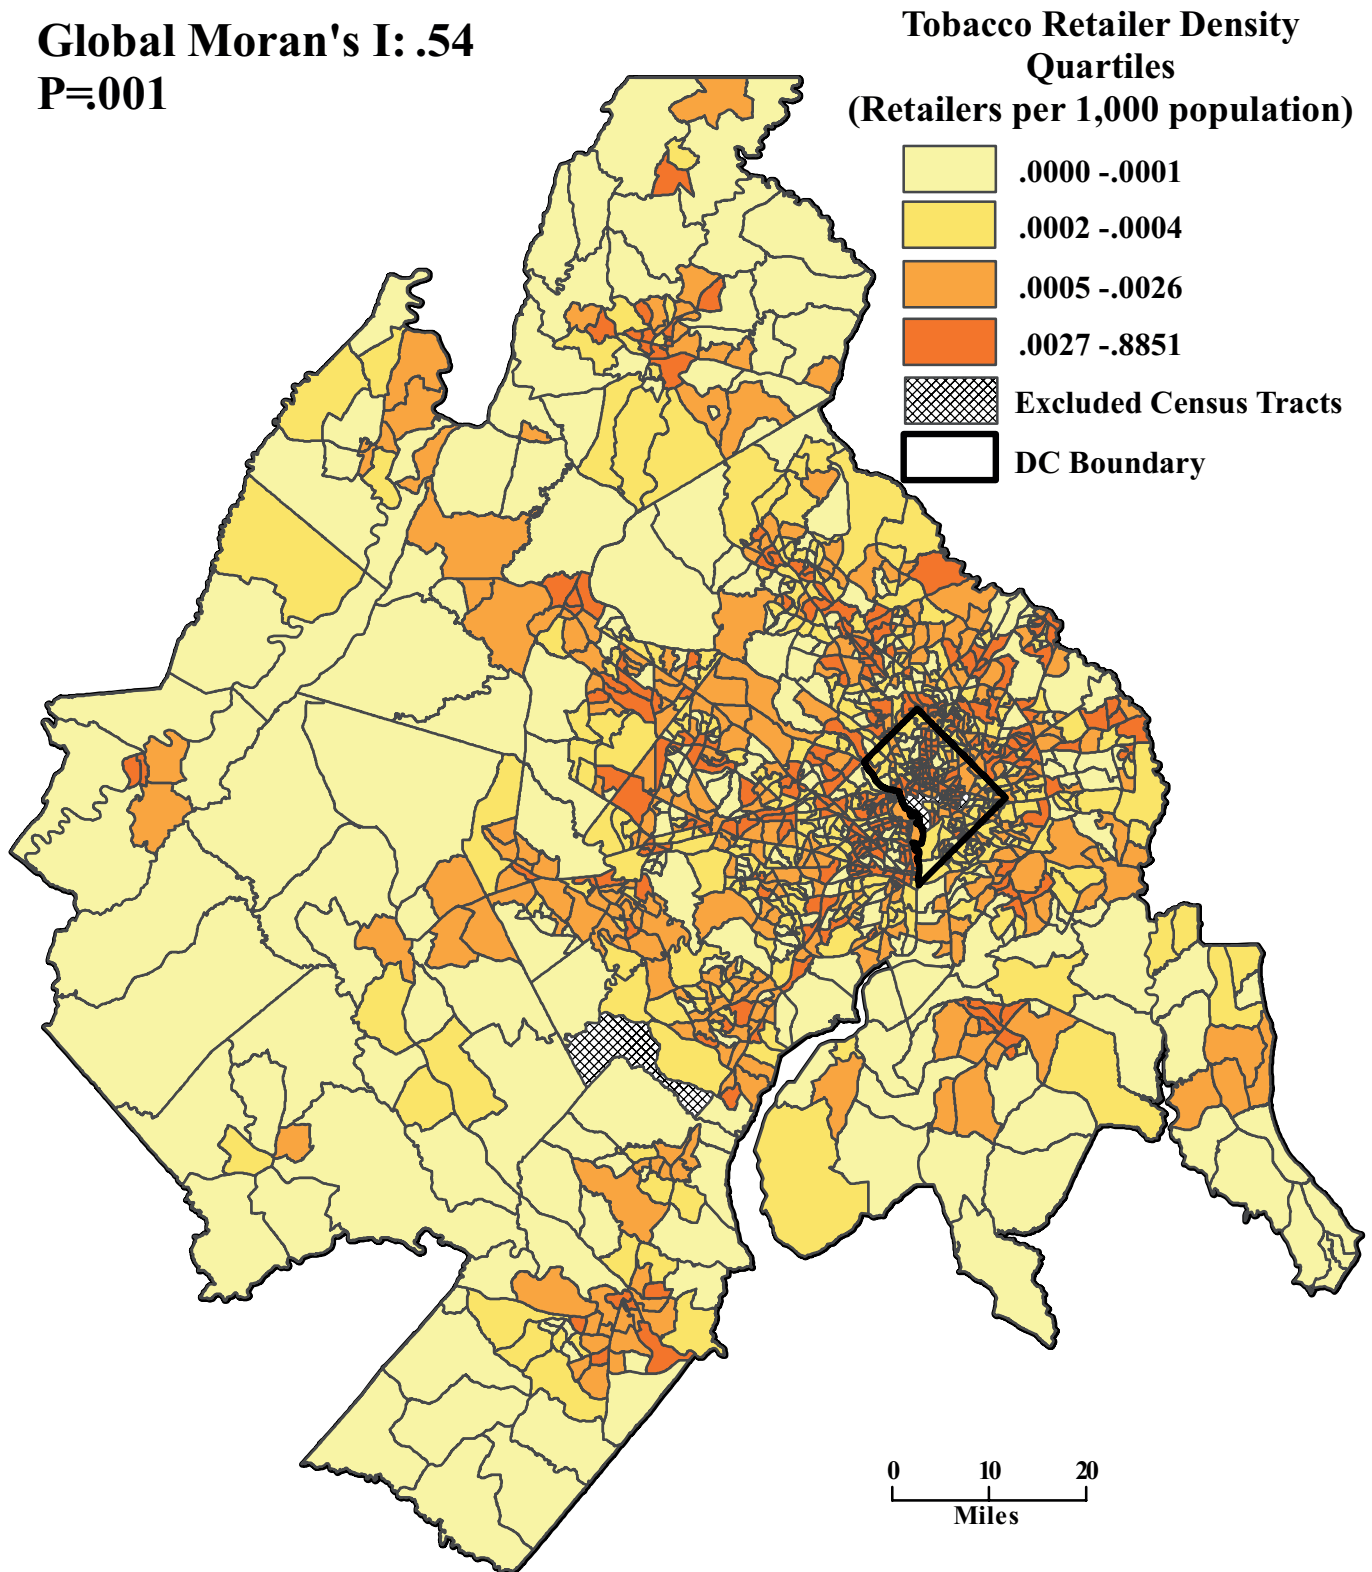 Global Moran's I: .54
P=.001
Tobacco Retailer Density
Quartiles
(Retailers per 1,000 population)
.0000 -.0001
.0002 -.0004
.0005 -.0026
.0027 -.8851
Excluded Census Tracts
DC Boundary
0 10 20
Miles